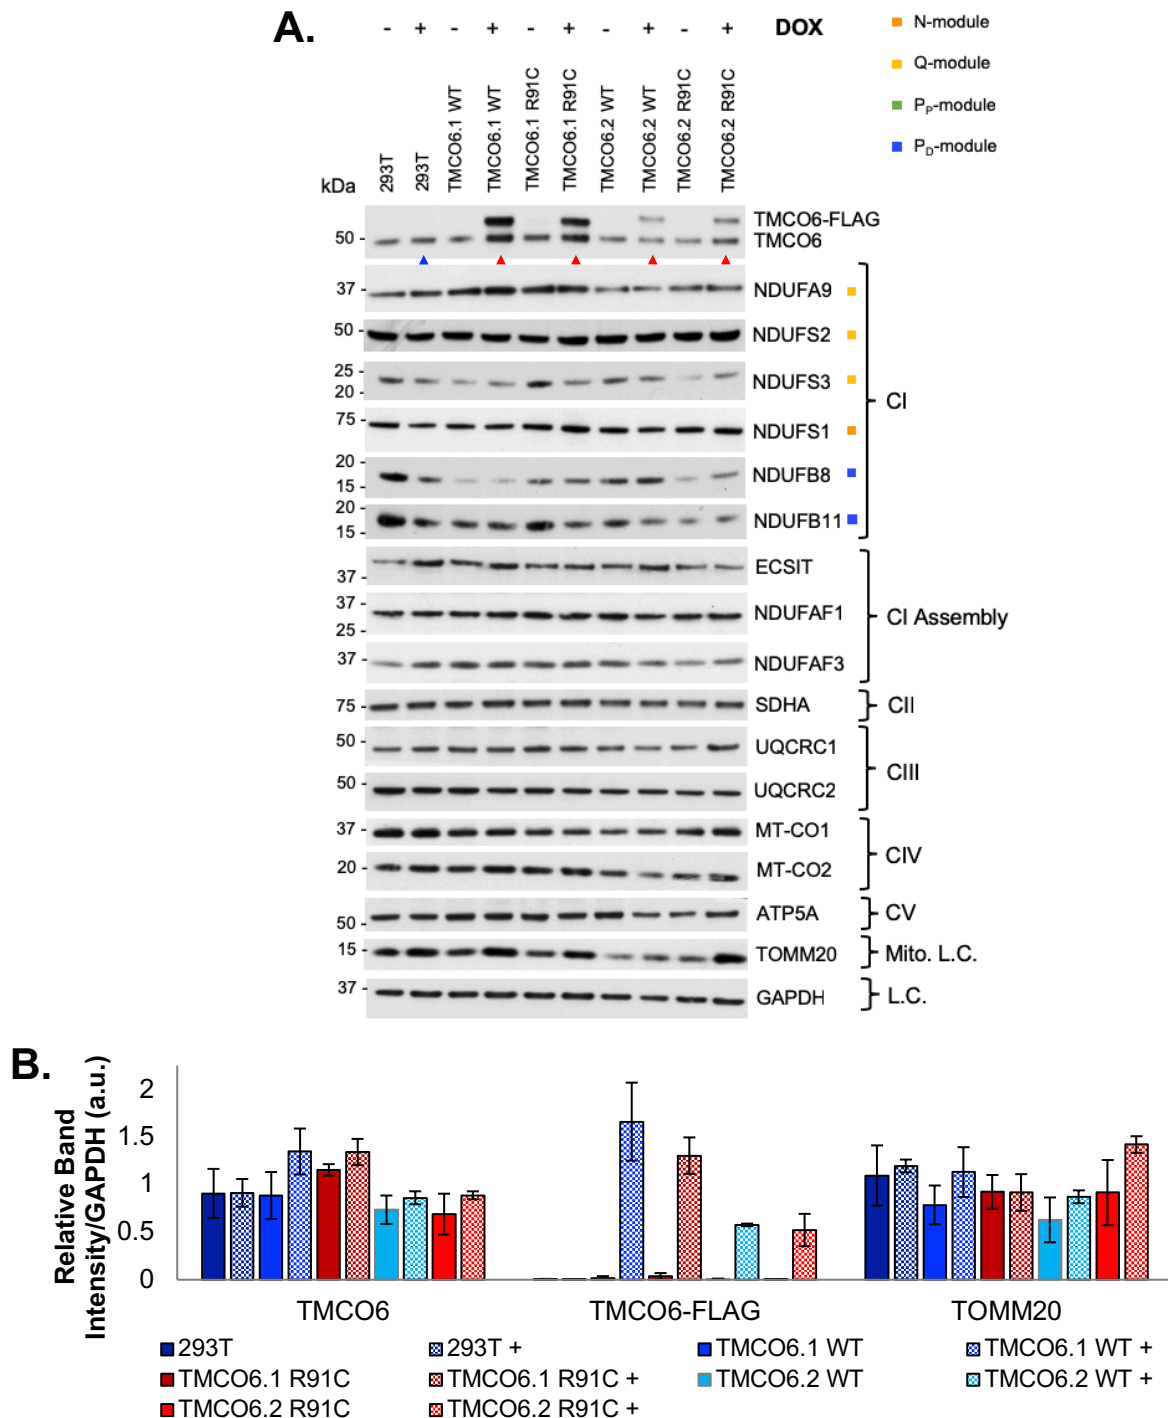 A.
- + - + - + - + - + DOX
N-module
Q-module
PP-module
PD-module
kDa
293T
293T
TMCO6.1 WT
TMCO6.1 WT
TMCO6.1 R91C
TMCO6.1 R91C
TMCO6.2 WT
TMCO6.2 WT
TMCO6.2 R91C
TMCO6.2 R91C
TMCO6-FLAG
50 - TMCO6
37 - NDUFA9
50 - NDUFS2
25 -
20 - NDUFS3
CI
75 - NDUFS1
20 -
15 - NDUFB8
20 -
15 - NDUFB11
37 - ECSIT
37 -
25 - NDUFAF1
CI Assembly
37 - NDUFAF3
75 - SDHA CII
50 - UQCRC1
CIII
50 - UQCRC2
37 - MT-CO1
CIV
20 - MT-CO2
50 - ATP5A CV
15 - TOMM20 Mito. L.C.
37 - GAPDH L.C.
B.
Relative Band
Intensity/GAPDH (a.u.)
2
1.5
1
0.5
0
TMCO6 TMCO6-FLAG TOMM20
293T 293T + TMCO6.1 WT TMCO6.1 WT +
TMCO6.1 R91C TMCO6.1 R91C + TMCO6.2 WT TMCO6.2 WT +
TMCO6.2 R91C TMCO6.2 R91C +